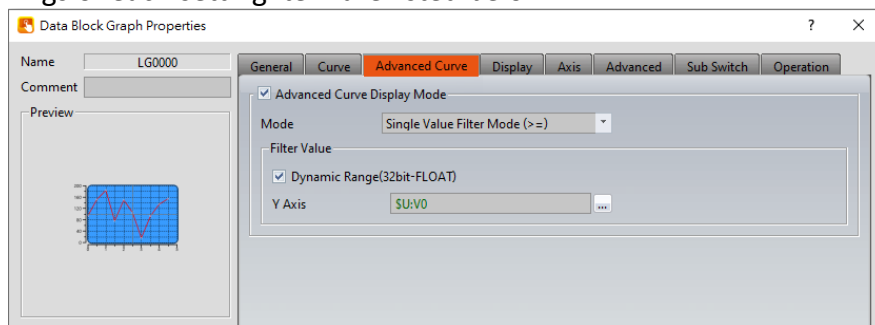 Data Block Graph Properties
? ×
Name LG0000
Comment
Preview
General Curve Advanced Curve Display Axis Advanced Sub Switch Operation
Advanced Curve Display Mode
Mode Single Value Filter Mode (>=)
Filter Value
Dynamic Range(32bit-FLOAT)
Y Axis $U:V0 ...